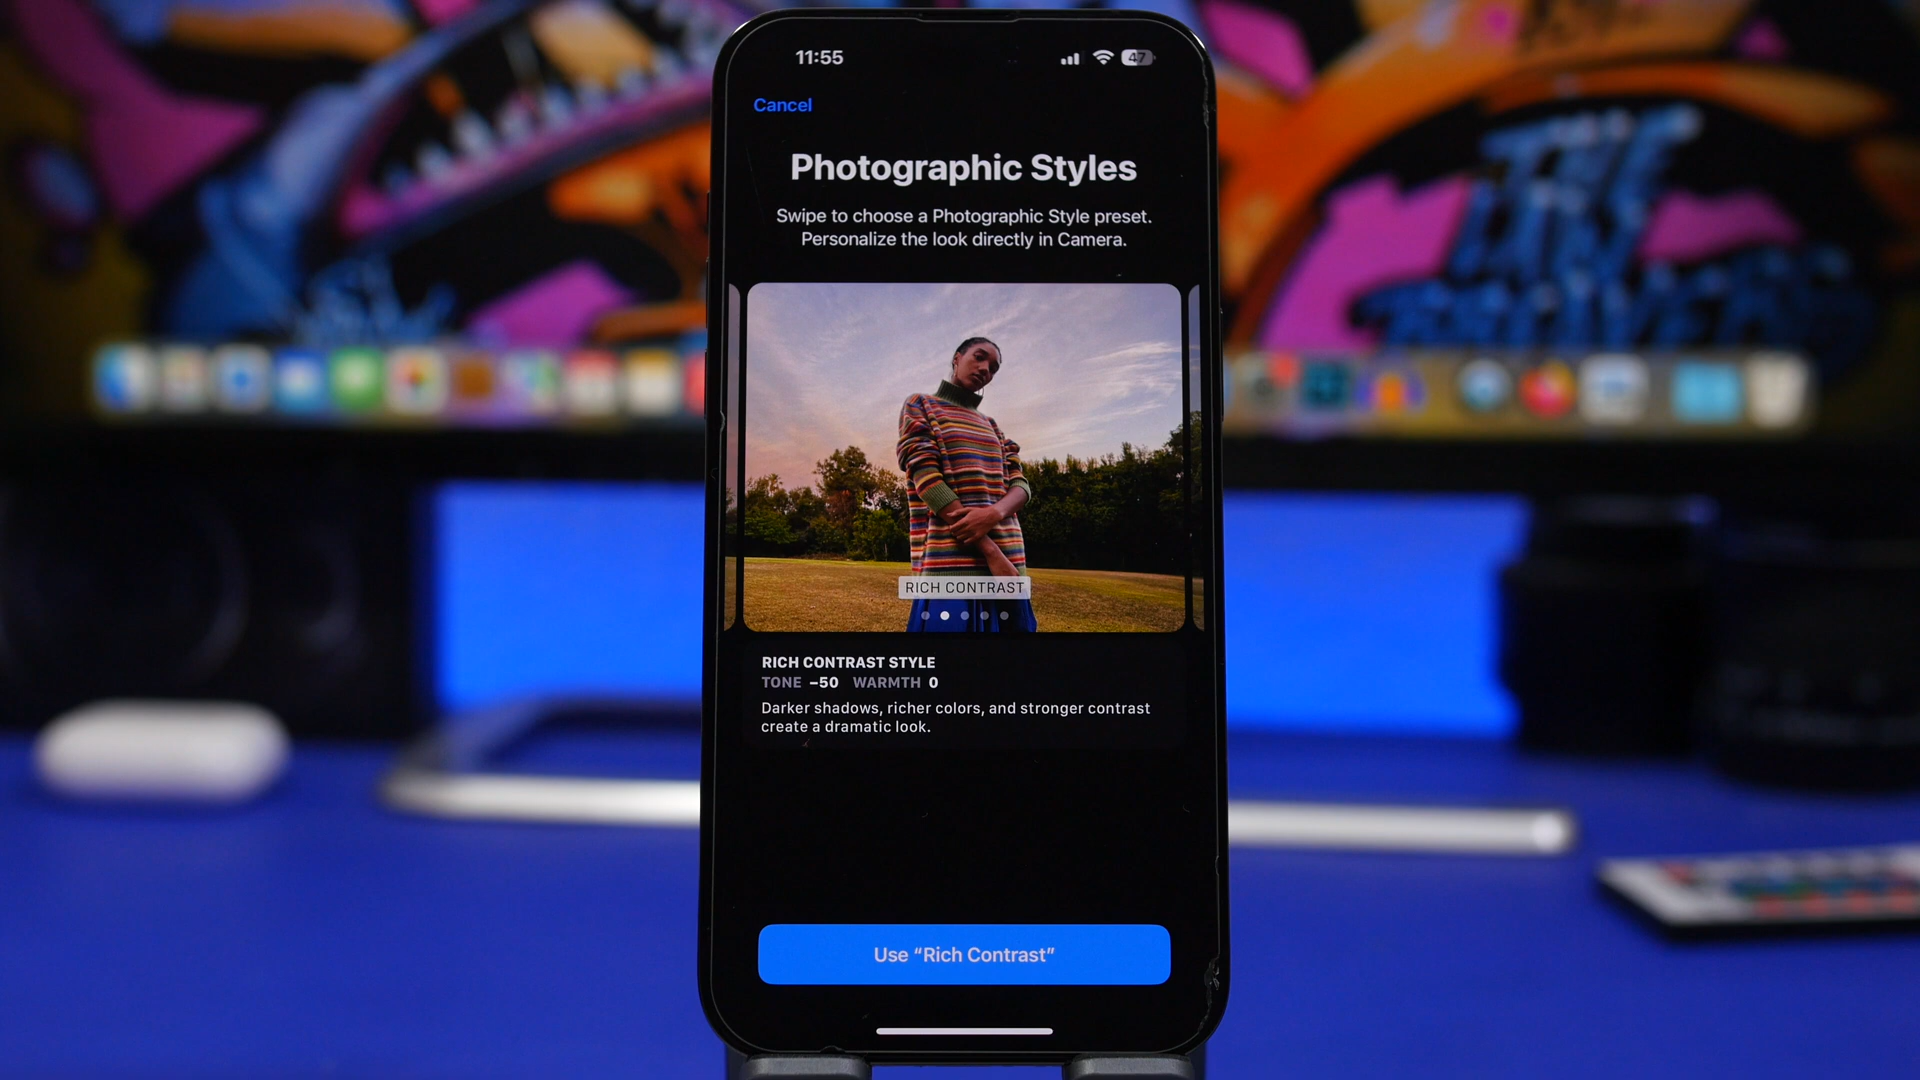 11:55
47
Cancel
Photographic Styles
Swipe to choose a Photographic Style preset.
Personalize the look directly in Camera.
RICH CONTRAST
RICH CONTRAST STYLE
TONE –50 WARMTH 0
Darker shadows, richer colors, and stronger contrast
create a dramatic look.
Use “Rich Contrast”
THE